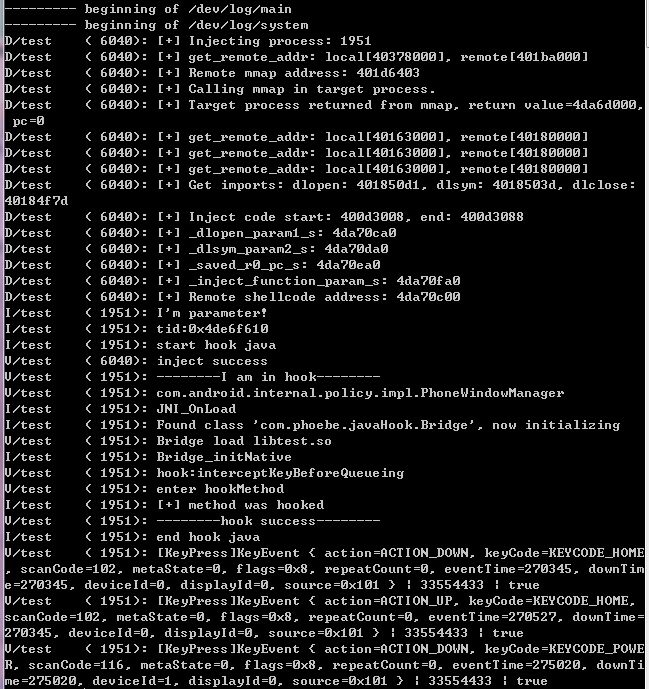 --------- beginning of /dev/log/main
--------- beginning of /dev/log/system
D/test    ( 6040): [+] Injecting process: 1951
D/test    ( 6040): [+] get_remote_addr: local[40378000], remote[401ba000]
D/test    ( 6040): [+] Remote mmap address: 401d6403
D/test    ( 6040): [+] Calling mmap in target process.
D/test    ( 6040): [+] Target process returned from mmap, return value=4da6d000,
 pc=0
D/test    ( 6040): [+] get_remote_addr: local[40163000], remote[40180000]
D/test    ( 6040): [+] get_remote_addr: local[40163000], remote[40180000]
D/test    ( 6040): [+] get_remote_addr: local[40163000], remote[40180000]
D/test    ( 6040): [+] Get imports: dlopen: 401850d1, dlsym: 4018503d, dlclose:
40184f7d
D/test    ( 6040): [+] Inject code start: 400d3008, end: 400d3088
D/test    ( 6040): [+] _dlopen_param1_s: 4da70ca0
D/test    ( 6040): [+] _dlsym_param2_s: 4da70da0
D/test    ( 6040): [+] _saved_r0_pc_s: 4da70ea0
D/test    ( 6040): [+] _inject_function_param_s: 4da70fa0
D/test    ( 6040): [+] Remote shellcode address: 4da70c00
I/test    ( 1951): I'm parameter!
I/test    ( 1951): tid:0x4de6f610
I/test    ( 1951): start hook java
V/test    ( 6040): inject success
V/test    ( 1951): --------I am in hook--------
V/test    ( 1951): com.android.internal.policy.impl.PhoneWindowManager
I/test    ( 1951): JNI_OnLoad
I/test    ( 1951): Found class 'com.phoebe.javaHook.Bridge', now initializing
V/test    ( 1951): Bridge load libtest.so
I/test    ( 1951): Bridge_initNative
V/test    ( 1951): hook:interceptKeyBeforeQueueing
V/test    ( 1951): enter hookMethod
I/test    ( 1951): [+] method was hooked
V/test    ( 1951): --------hook success--------
I/test    ( 1951): end hook java
V/test    ( 1951): [KeyPress]KeyEvent { action=ACTION_DOWN, keyCode=KEYCODE_HOME
, scanCode=102, metaState=0, flags=0x8, repeatCount=0, eventTime=270345, downTim
e=270345, deviceId=0, displayId=0, source=0x101 } | 33554433 | true
V/test    ( 1951): [KeyPress]KeyEvent { action=ACTION_UP, keyCode=KEYCODE_HOME,
scanCode=102, metaState=0, flags=0x8, repeatCount=0, eventTime=270527, downTime=
270345, deviceId=0, displayId=0, source=0x101 } | 33554433 | true
V/test    ( 1951): [KeyPress]KeyEvent { action=ACTION_DOWN, keyCode=KEYCODE_POWE
R, scanCode=116, metaState=0, flags=0x8, repeatCount=0, eventTime=275020, downTi
me=275020, deviceId=1, displayId=0, source=0x101 } | 33554433 | true